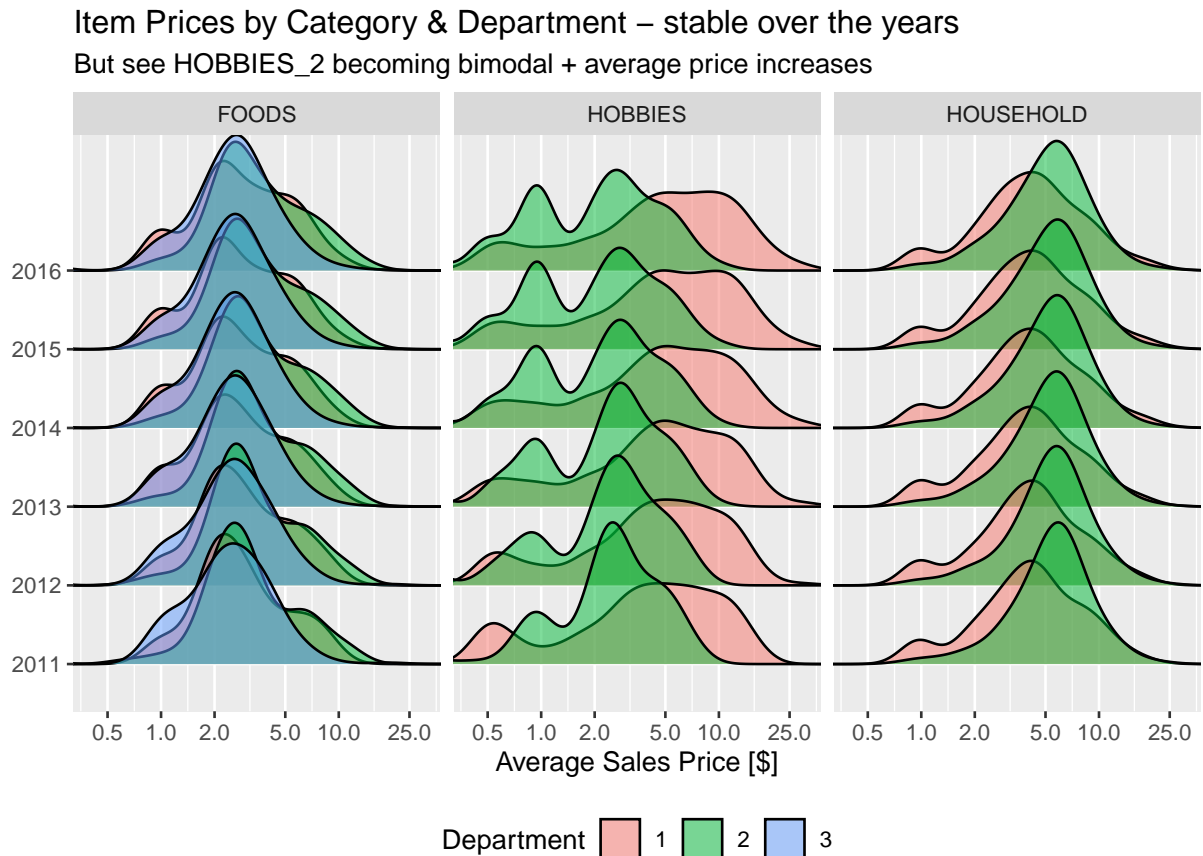 Item Prices by Category & Department – stable over the years
But see HOBBIES_2 becoming bimodal + average price increases
FOODS HOBBIES HOUSEHOLD
2016
2015
2014
2013
2012
2011
0.5 1.0 2.0 5.0 10.0 25.0 0.5 1.0 2.0 5.0 10.0 25.0 0.5 1.0 2.0 5.0 10.0 25.0
Average Sales Price [$]
Department 1 2 3